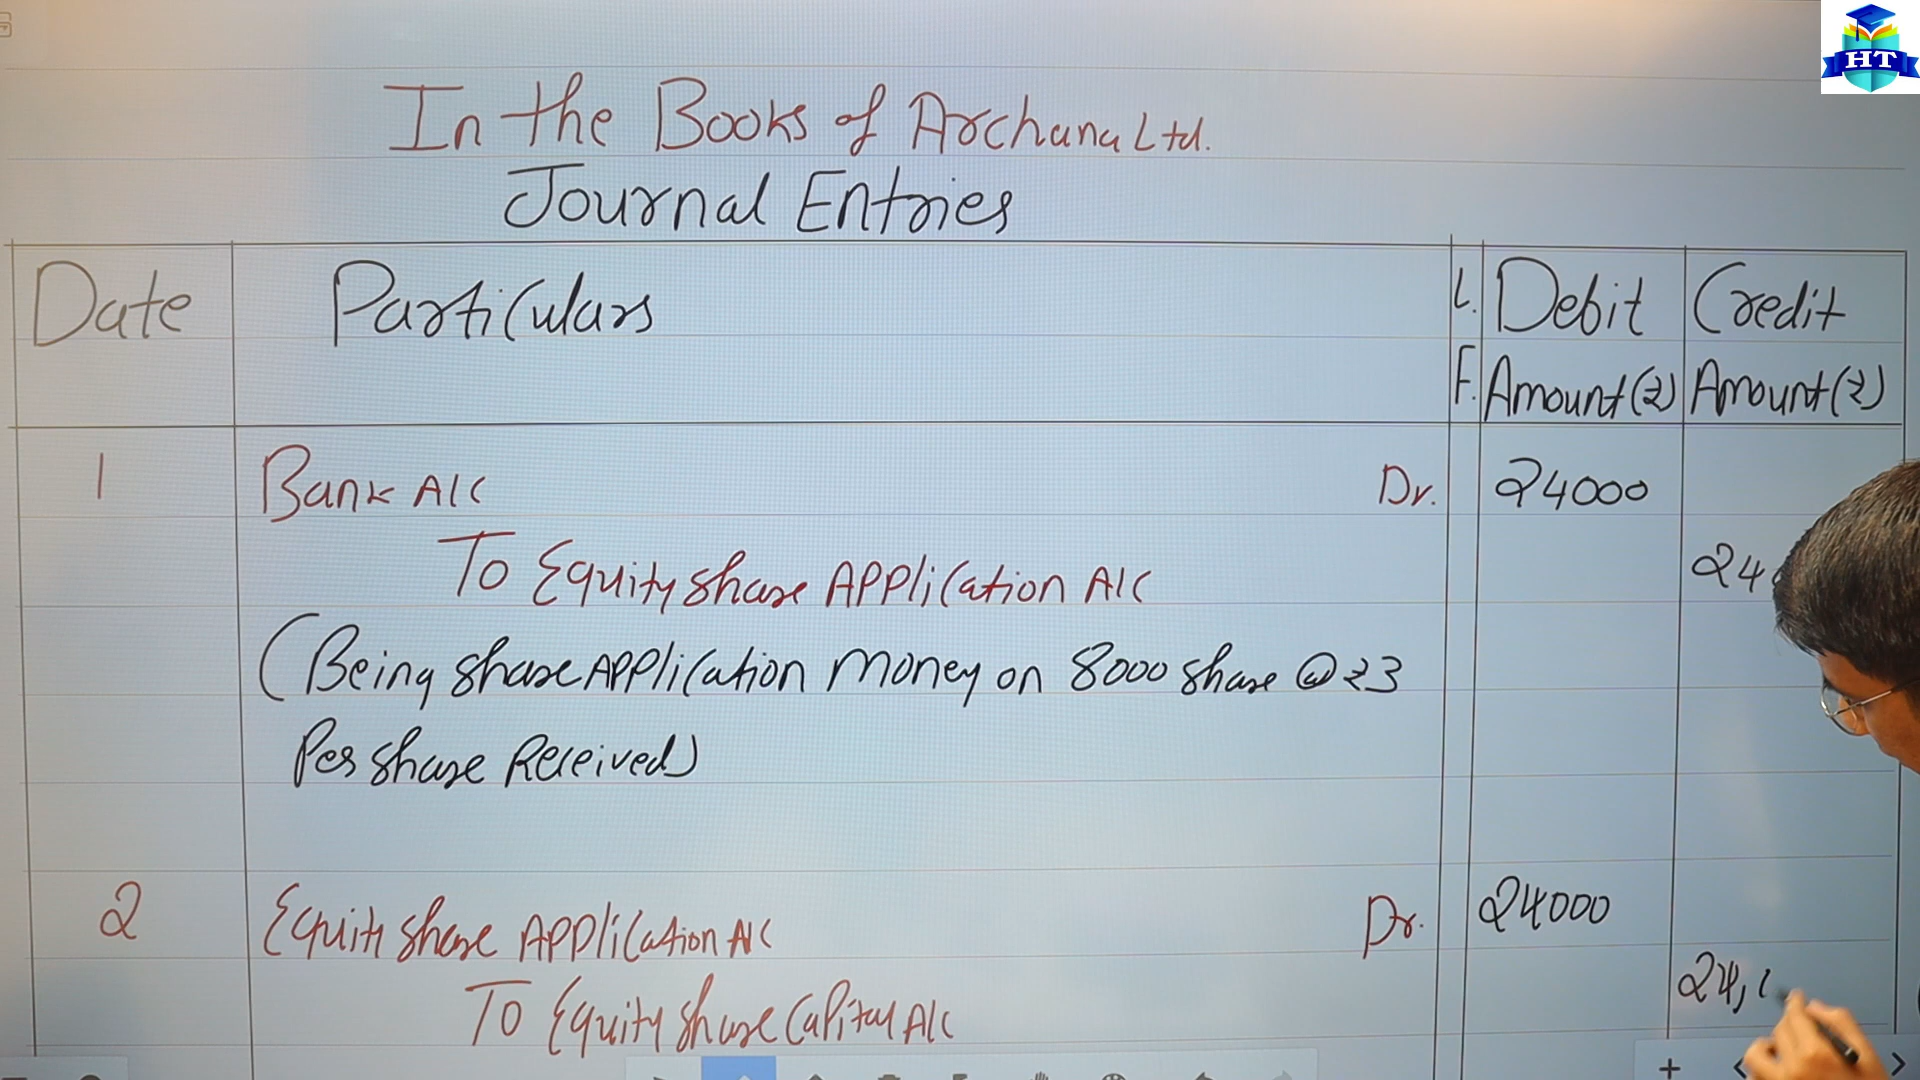 HT
In the Books of Archana Ltd.
Journal Entries
Date Particulars L. Debit Credit
F. Amount (₹) Amount (₹)
1 Bank A/c Dr. 24000
To Equity share Application A/c 24
(Being share Application Money on 8000 share @ ₹3
Per share Received)
2 Equity share Application A/c Dr. 24000
To Equity share Capital A/c 24,